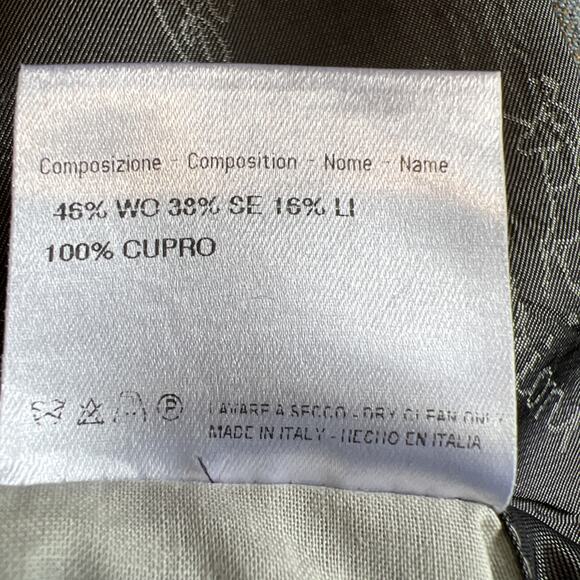 Composizione - Composition - Nome - Name
46% WO 38% SE 16% LI
100% CUPRO
P
LAVARE A SECCO - DRY CLEAN ONLY
MADE IN ITALY - HECHO EN ITALIA